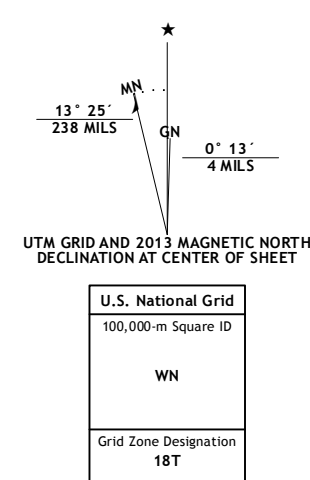 ★
MN
13° 25´
238 MILS
GN
0° 13´
4 MILS
UTM GRID AND 2013 MAGNETIC NORTH
DECLINATION AT CENTER OF SHEET
U.S. National Grid
100,000-m Square ID
WN
Grid Zone Designation
18T